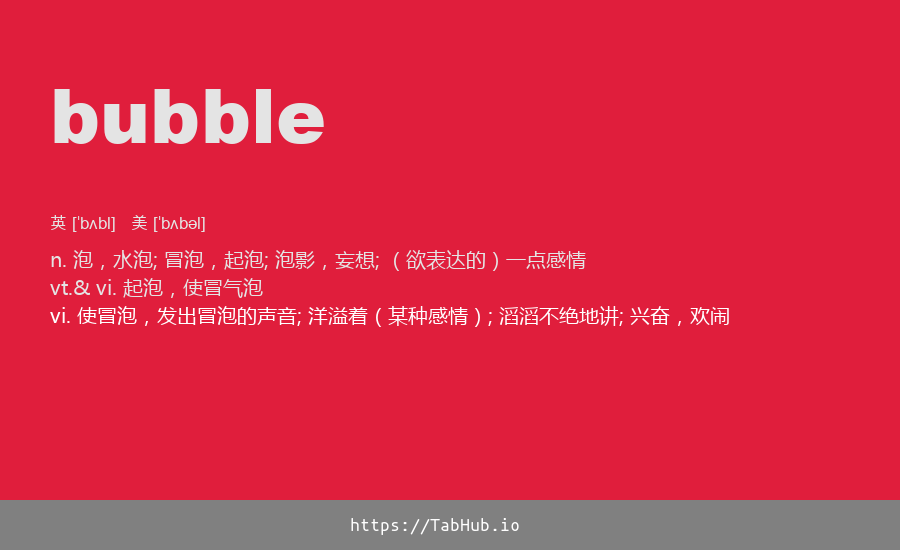 bubble
英 [ˈbʌbl] 美 [ˈbʌbəl]
n. 泡，水泡; 冒泡，起泡; 泡影，妄想; （欲表达的）一点感情
vt.& vi. 起泡，使冒气泡
vi. 使冒泡，发出冒泡的声音; 洋溢着（某种感情）; 滔滔不绝地讲; 兴奋，欢闹
https://TabHub.io